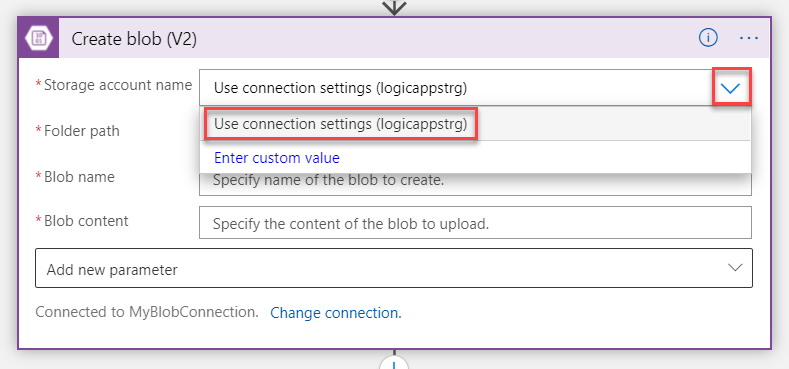 Create blob (V2)
* Storage account name
Use connection settings (logicappstrg)
Use connection settings (logicappstrg)
* Folder path
Enter custom value
* Blob name
Specify name of the blob to create.
* Blob content
Specify the content of the blob to upload.
Add new parameter
Connected to MyBlobConnection. Change connection.